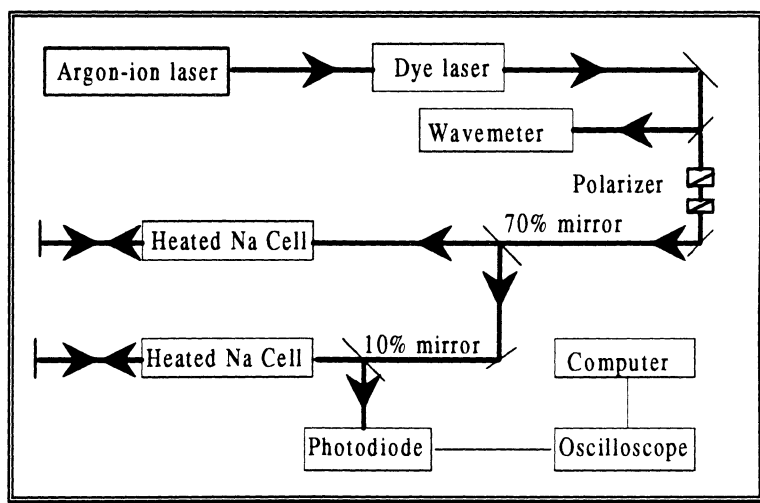 Argon-ion laser
Dye laser
Wavemeter
Polarizer
70% mirror
Heated Na Cell
10% mirror
Heated Na Cell
Computer
Photodiode
Oscilloscope